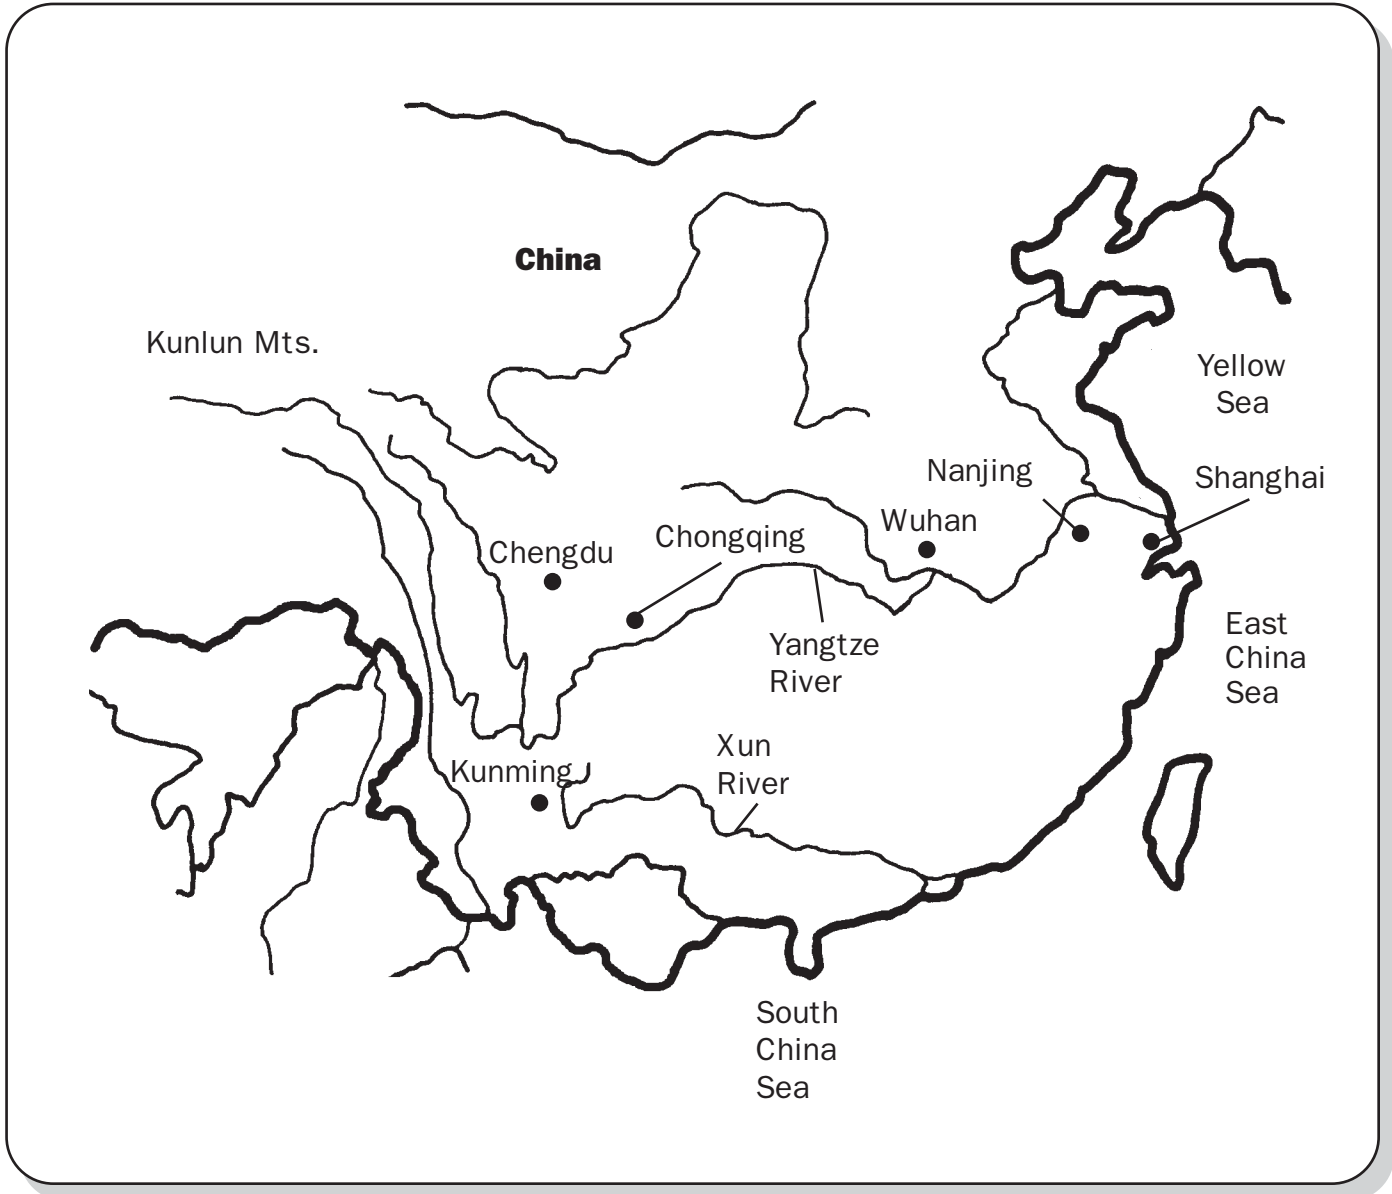 China
Kunlun Mts.
Yellow
Sea
Nanjing
Shanghai
Wuhan
Chongqing
Chengdu
East
China
Sea
Yangtze
River
Xun
River
Kunming
South
China
Sea